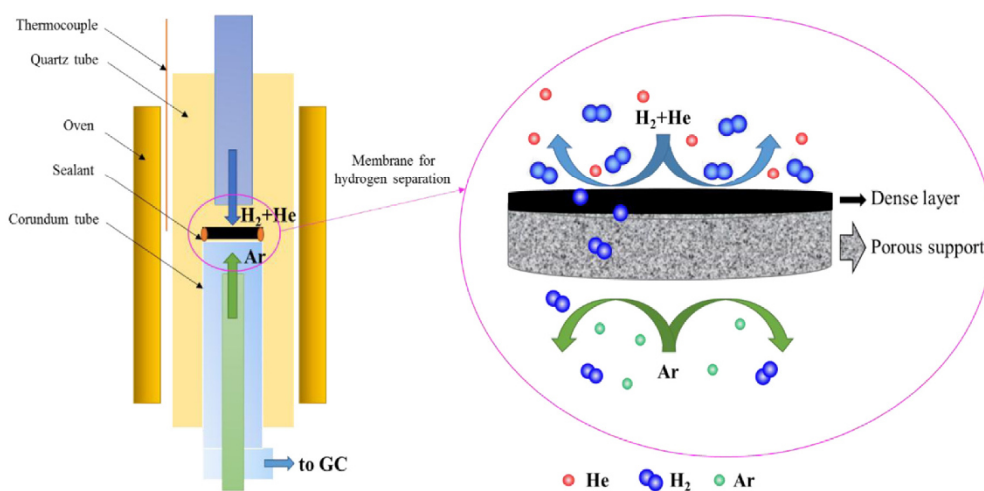 Thermocouple
Quartz tube
Oven
Sealant
Corundum tube
H₂+He
Ar
to GC
Membrane for
hydrogen separation
H₂+He
Dense layer
Porous support
Ar
He
H₂
Ar